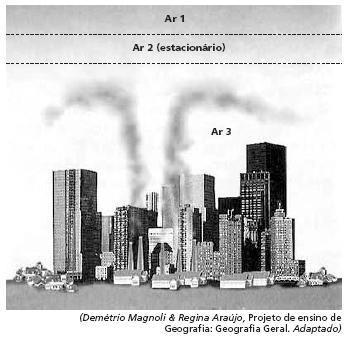 Ar 1
Ar 2 (estacionário)
Ar 3
(Demétrio Magnoli & Regina Araújo, Projeto de ensino de
Geografia: Geografia Geral. Adaptado)